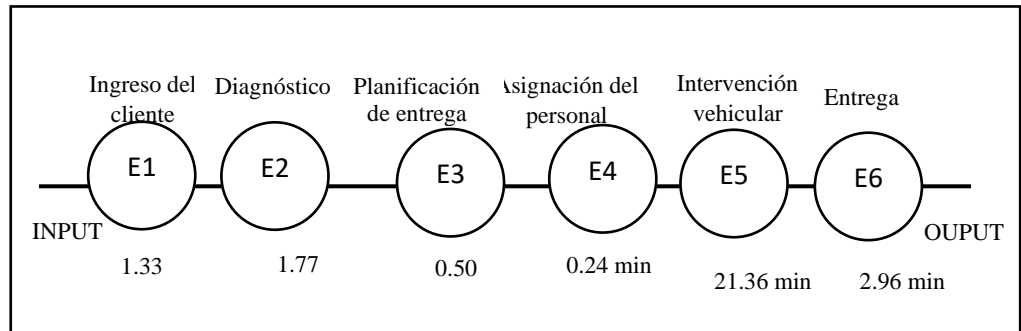 Ingreso del
cliente
Diagnóstico
Planificación
de entrega
Asignación del
personal
Intervención
vehicular
Entrega
E1
E2
E3
E4
E5
E6
INPUT
OUPUT
1.33
1.77
0.50
0.24 min
21.36 min
2.96 min